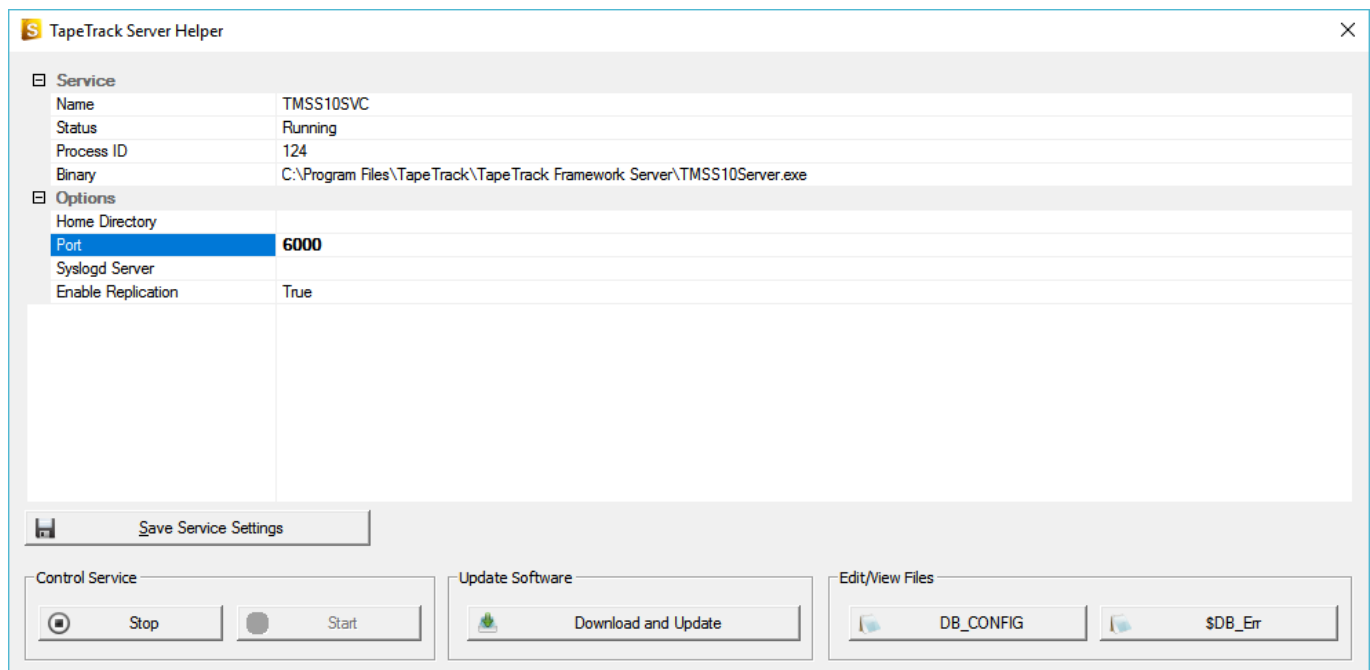 TapeTrack Server Helper
Service
Name TMSS10SVC
Status Running
Process ID 124
Binary C:\Program Files\TapeTrack\TapeTrack Framework Server\TMSS10Server.exe
Options
Home Directory
Port 6000
Syslogd Server
Enable Replication True
Save Service Settings
Control Service Update Software Edit/View Files
Stop Start Download and Update DB_CONFIG $DB_Err